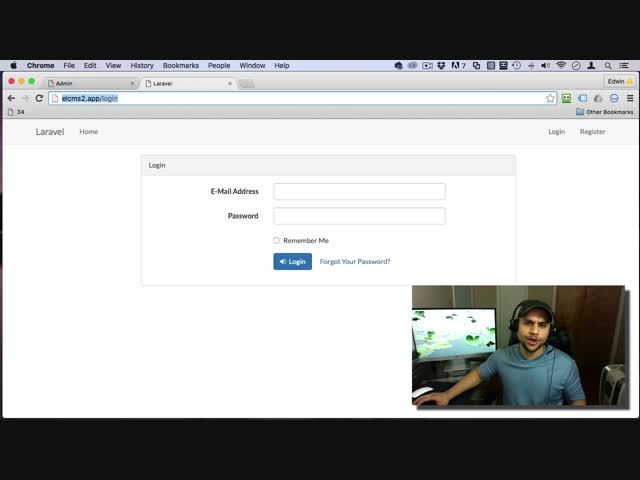 Chrome File Edit View History Bookmarks People Window Help 7
Admin Laravel Edwin
elcms2.app/login
34 Other Bookmarks
Laravel Home Login Register
Login
E-Mail Address
Password
Remember Me
Login Forgot Your Password?